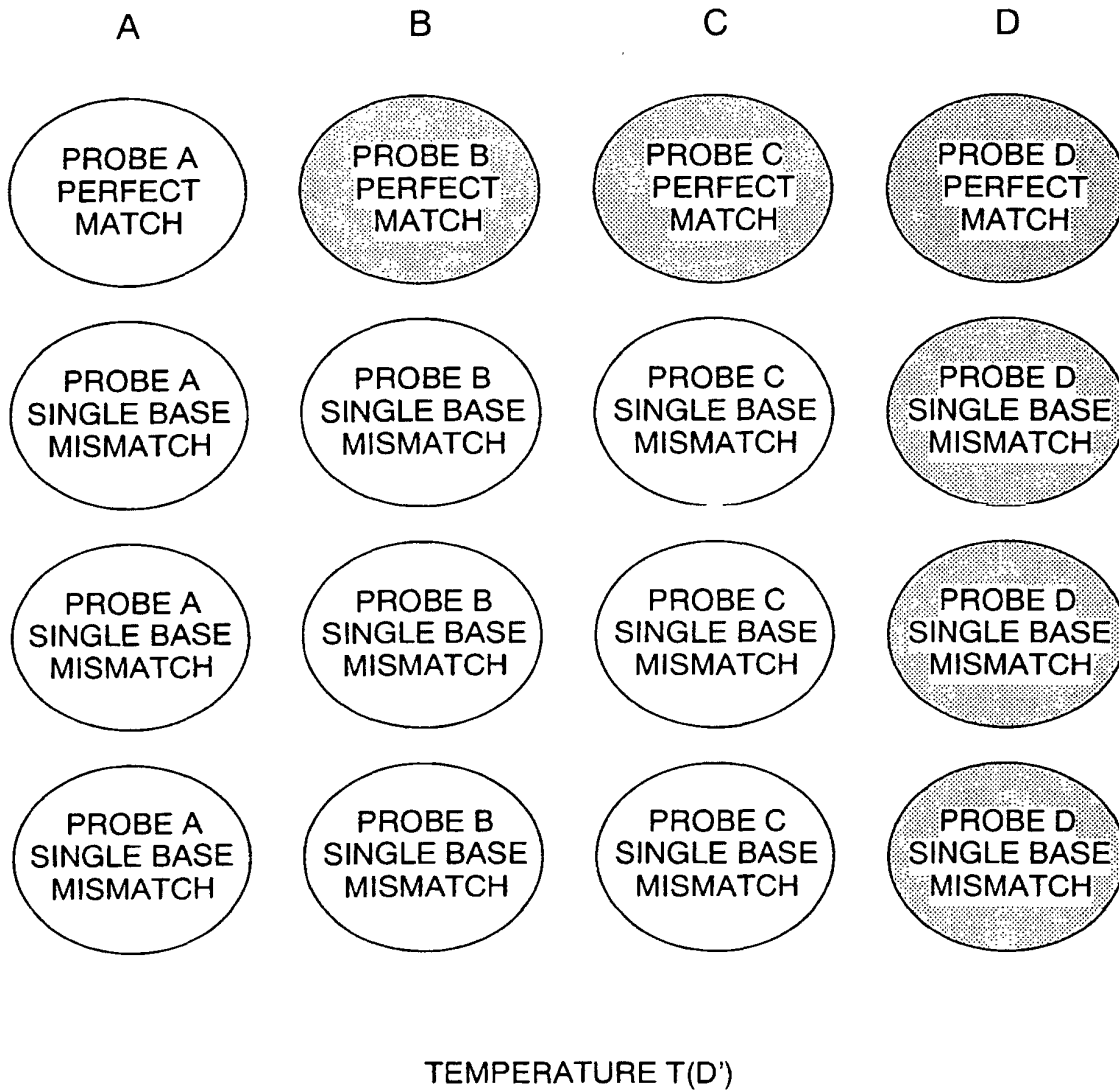 A B C D
PROBE A PERFECT MATCH
PROBE B PERFECT MATCH
PROBE C PERFECT MATCH
PROBE D PERFECT MATCH
PROBE A SINGLE BASE MISMATCH
PROBE B SINGLE BASE MISMATCH
PROBE C SINGLE BASE MISMATCH
PROBE D SINGLE BASE MISMATCH
PROBE A SINGLE BASE MISMATCH
PROBE B SINGLE BASE MISMATCH
PROBE C SINGLE BASE MISMATCH
PROBE D SINGLE BASE MISMATCH
PROBE A SINGLE BASE MISMATCH
PROBE B SINGLE BASE MISMATCH
PROBE C SINGLE BASE MISMATCH
PROBE D SINGLE BASE MISMATCH
TEMPERATURE T(D')